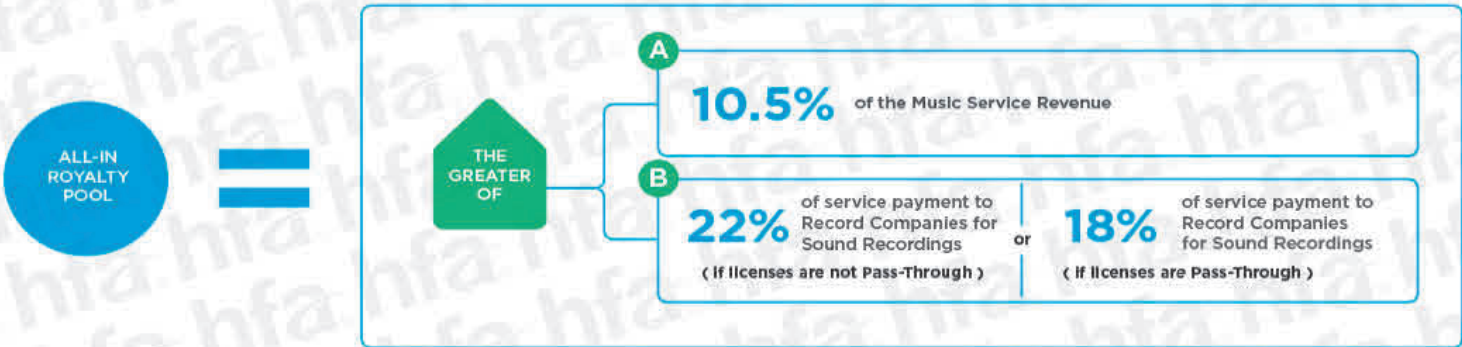 ALL-IN
ROYALTY
POOL
THE
GREATER
OF
A
10.5% of the Music Service Revenue
B
22% of service payment to
Record Companies for
Sound Recordings
( if licenses are not Pass-Through )
or
18% of service payment to
Record Companies
for Sound Recordings
( if licenses are Pass-Through )
hfa